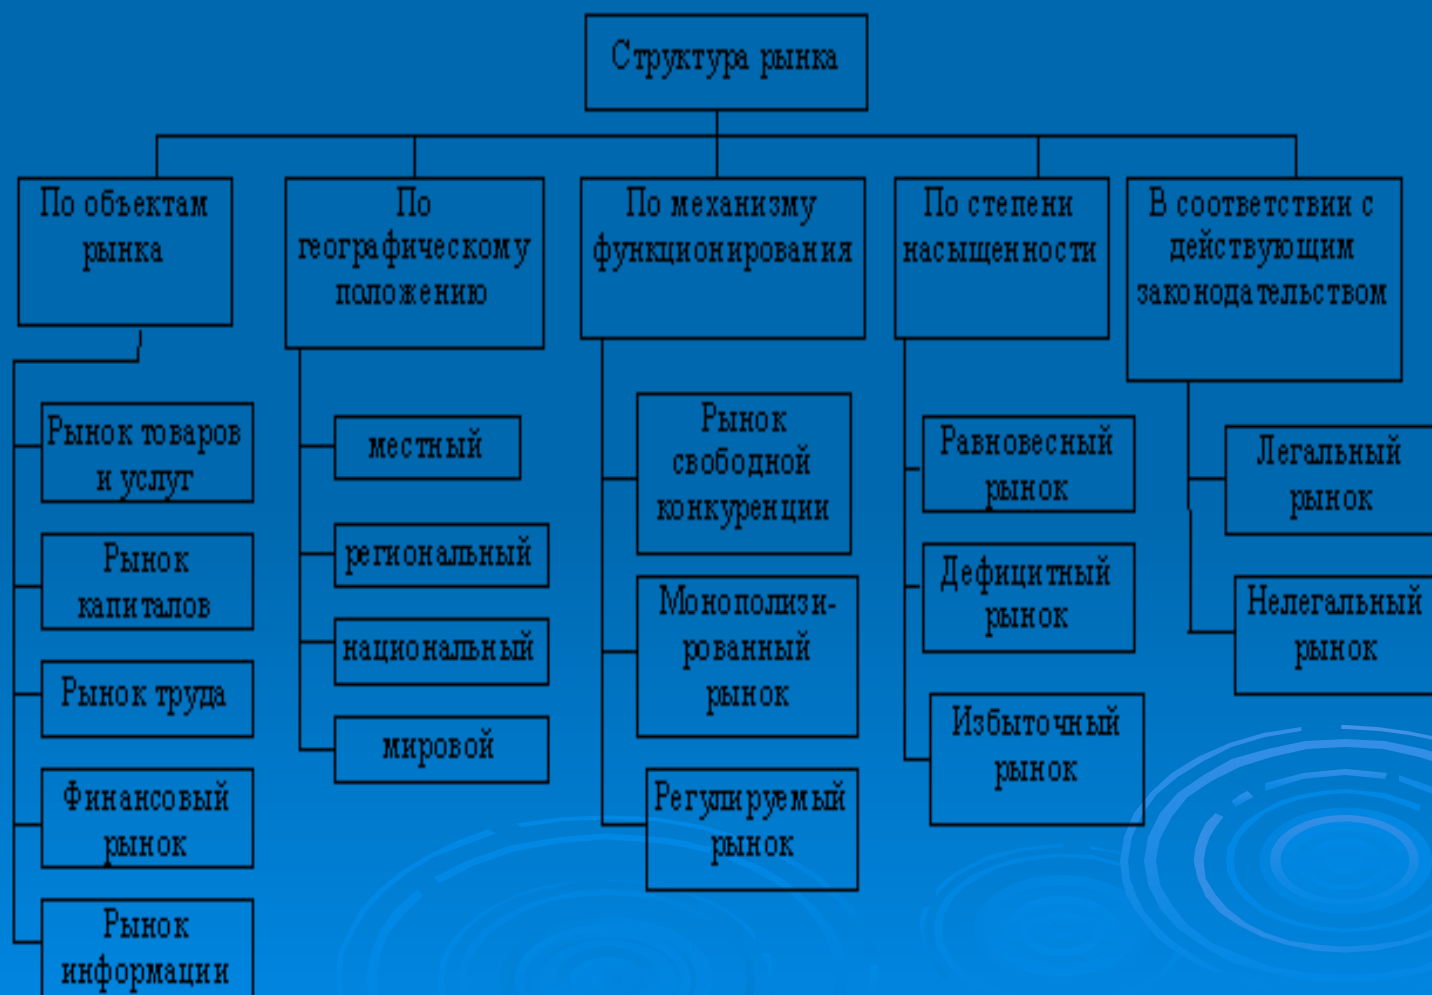 Структура рынка
По объектам
рынка
По
географическому
положению
По механизму
функционирования
По степени
насыщенности
В соответствии с
действующим
законодательством
Рынок товаров
и услуг
Рынок
капиталов
Рынок труда
Финансовый
рынок
Рынок
информации
местный
региональный
национальный
мировой
Рынок
свободной
конкуренции
Монополизи-
рованный
рынок
Регулируемый
рынок
Равновесный
рынок
Дефицитный
рынок
Избыточный
рынок
Легальный
рынок
Нелегальный
рынок